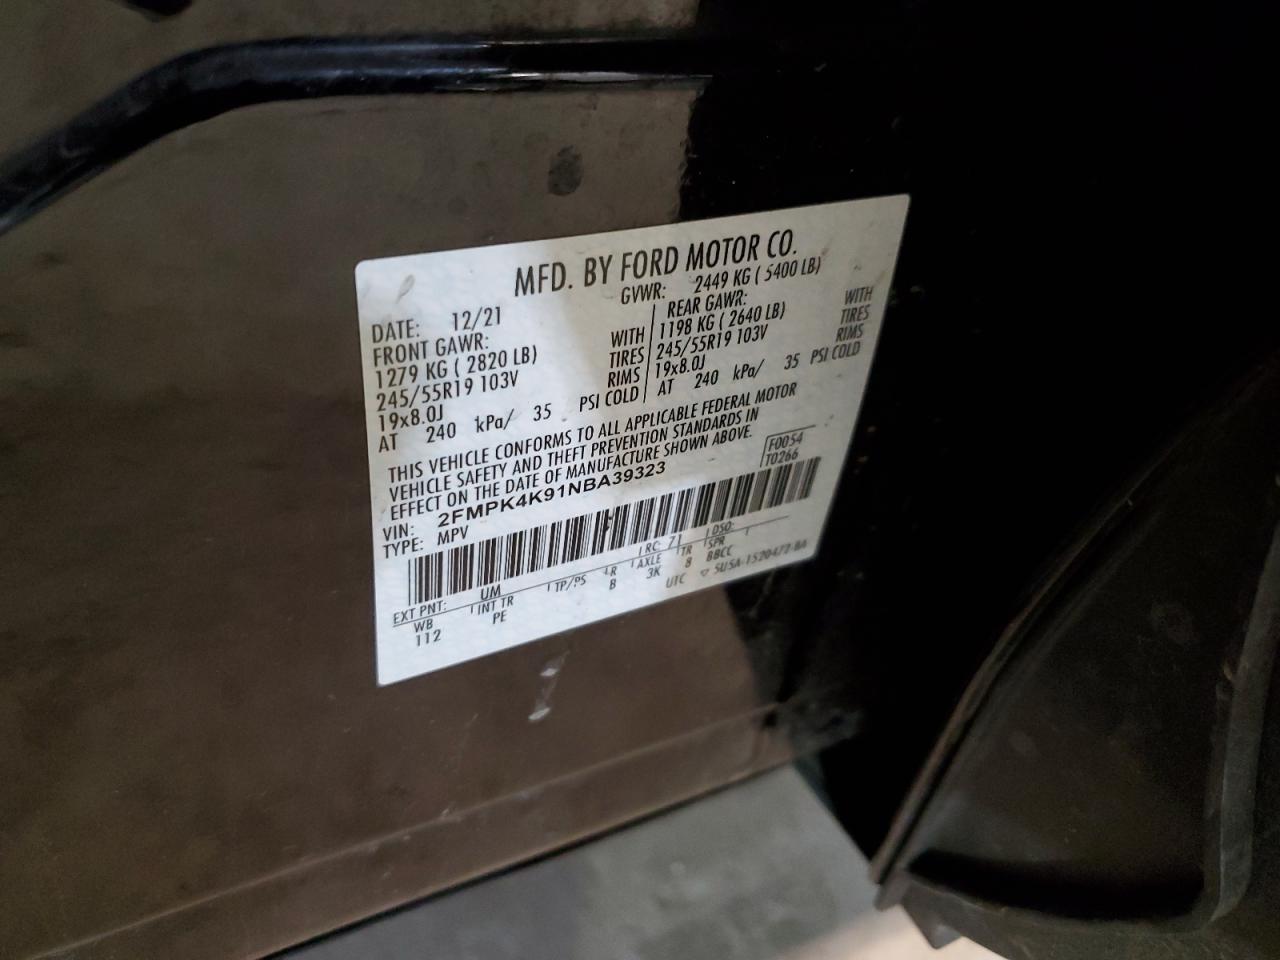 MFD. BY FORD MOTOR CO.
DATE: 12/21
GVWR: 2449 KG ( 5400 LB)
FRONT GAWR:
1279 KG ( 2820 LB) WITH
245/55R19 103V TIRES
19x8.0J RIMS
AT 240 kPa/ 35 PSI COLD
REAR GAWR:
1198 KG ( 2640 LB) WITH
245/55R19 103V TIRES
19x8.0J RIMS
AT 240 kPa/ 35 PSI COLD
THIS VEHICLE CONFORMS TO ALL APPLICABLE FEDERAL MOTOR
VEHICLE SAFETY AND THEFT PREVENTION STANDARDS IN
EFFECT ON THE DATE OF MANUFACTURE SHOWN ABOVE.
F0054
T0266
VIN: 2FMPK4K91NBA39323
TYPE: MPV
EXT PNT: UM RC: 71 DSO:
WB INT TR TP/PS R AXLE TR SPR
112 PE B 3K 8 BBCC
UTC ▽ 5U5A-1520472-BA